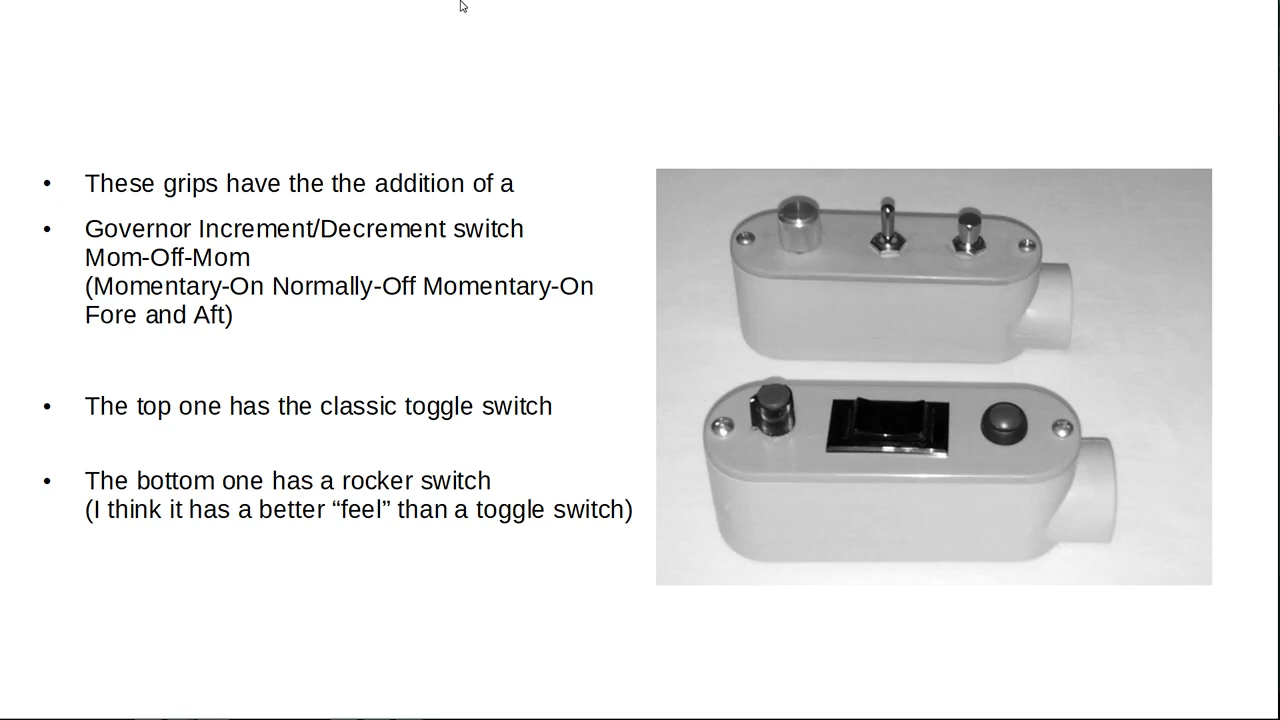 • These grips have the the addition of a
• Governor Increment/Decrement switch
Mom-Off-Mom
(Momentary-On Normally-Off Momentary-On
Fore and Aft)
• The top one has the classic toggle switch
• The bottom one has a rocker switch
(I think it has a better “feel” than a toggle switch)